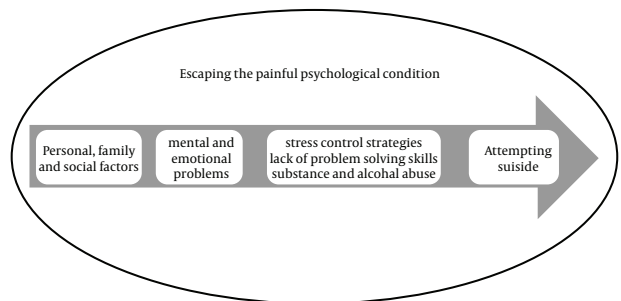 Escaping the painful psychological condition
Personal, family
and social factors
mental and
emotional
problems
stress control strategies
lack of problem solving skills
substance and alcohal abuse
Attempting
suiside